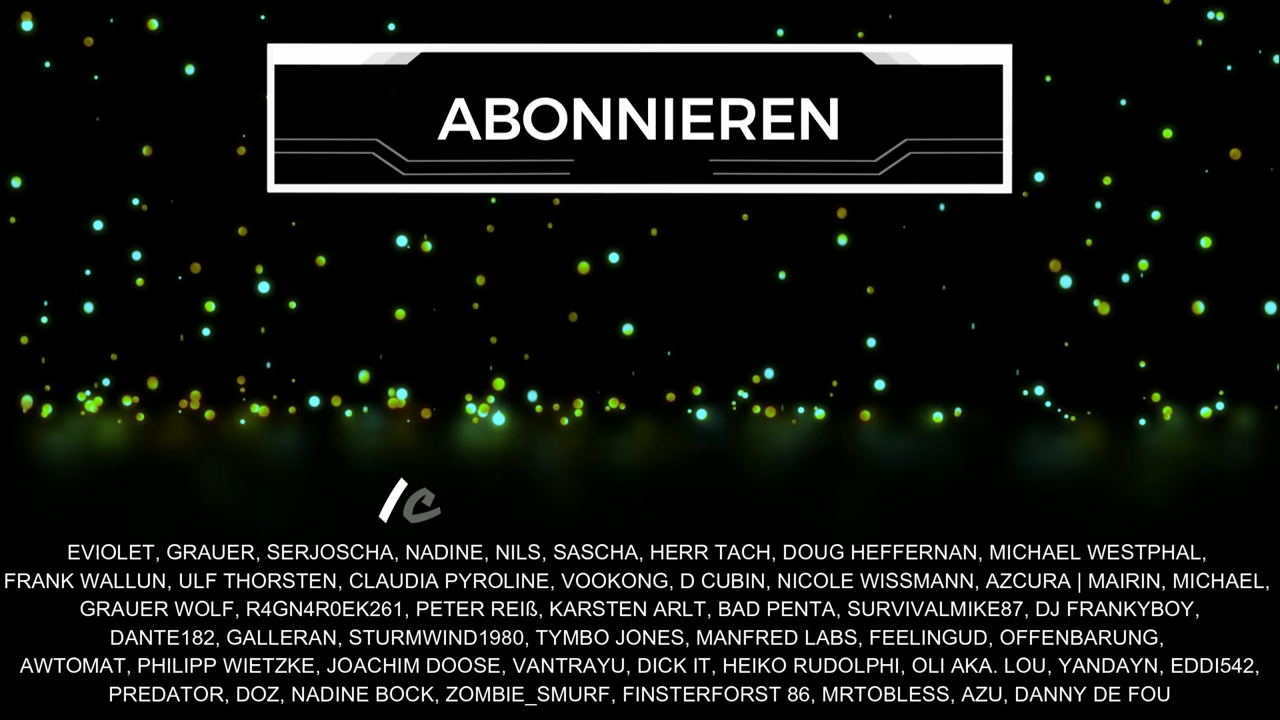 ABONNIEREN
IC
EVIOLET, GRAUER, SERJOSCHA, NADINE, NILS, SASCHA, HERR TACH, DOUG HEFFERNAN, MICHAEL WESTPHAL,
FRANK WALLUN, ULF THORSTEN, CLAUDIA PYROLINE, VOOKONG, D CUBIN, NICOLE WISSMANN, AZCURA | MAIRIN, MICHAEL,
GRAUER WOLF, R4GN4R0EK261, PETER REIß, KARSTEN ARLT, BAD PENTA, SURVIVALMIKE87, DJ FRANKYBOY,
DANTE182, GALLERAN, STURMWIND1980, TYMBO JONES, MANFRED LABS, FEELINGUD, OFFENBARUNG,
AWTOMAT, PHILIPP WIETZKE, JOACHIM DOOSE, VANTRAYU, DICK IT, HEIKO RUDOLPHI, OLI AKA. LOU, YANDAYN, EDDI542,
PREDATOR, DOZ, NADINE BOCK, ZOMBIE_SMURF, FINSTERFORST 86, MRTOBLESS, AZU, DANNY DE FOU